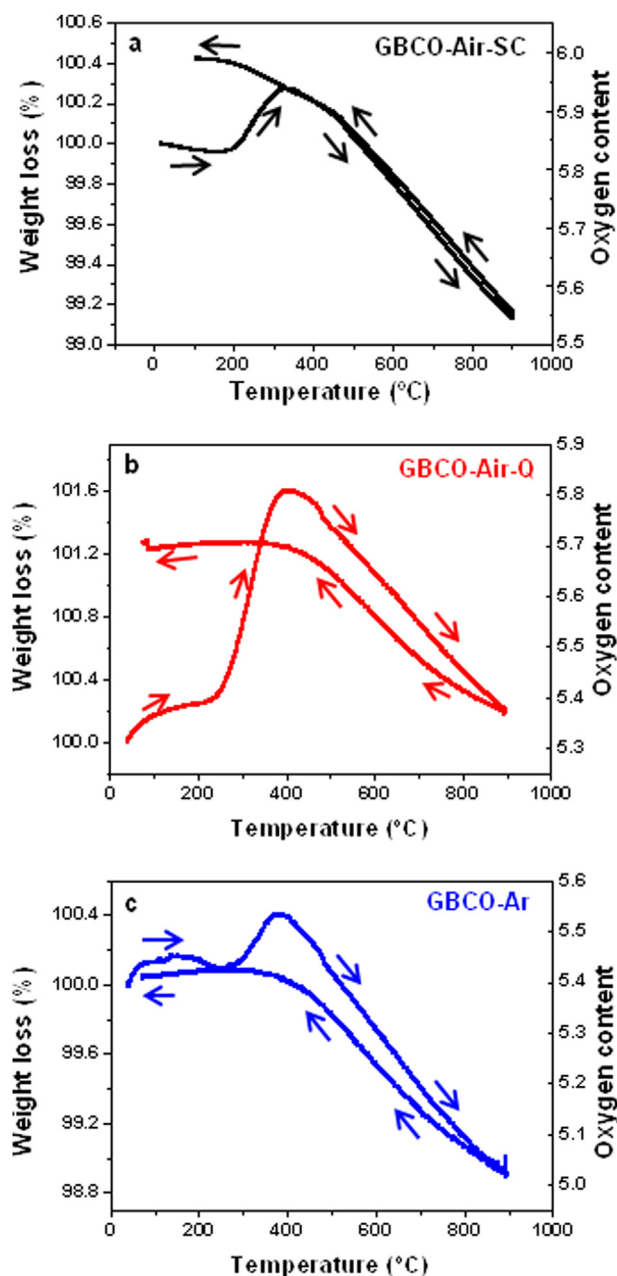 a
GBCO-Air-SC
Weight loss (%)
100.6
100.4
100.2
100.0
99.8
99.6
99.4
99.2
99.0
6.0
5.9
5.8
5.7
5.6
5.5
Oxygen content
0 200 400 600 800 1000
Temperature (°C)
b
GBCO-Air-Q
Weight loss (%)
101.6
101.2
100.8
100.4
100.0
5.9
5.8
5.7
5.6
5.5
5.4
5.3
Oxygen content
0 200 400 600 800 1000
Temperature (°C)
c
GBCO-Ar
Weight loss (%)
100.4
100.0
99.6
99.2
98.8
5.6
5.5
5.4
5.3
5.2
5.1
5.0
Oxygen content
0 200 400 600 800 1000
Temperature (°C)